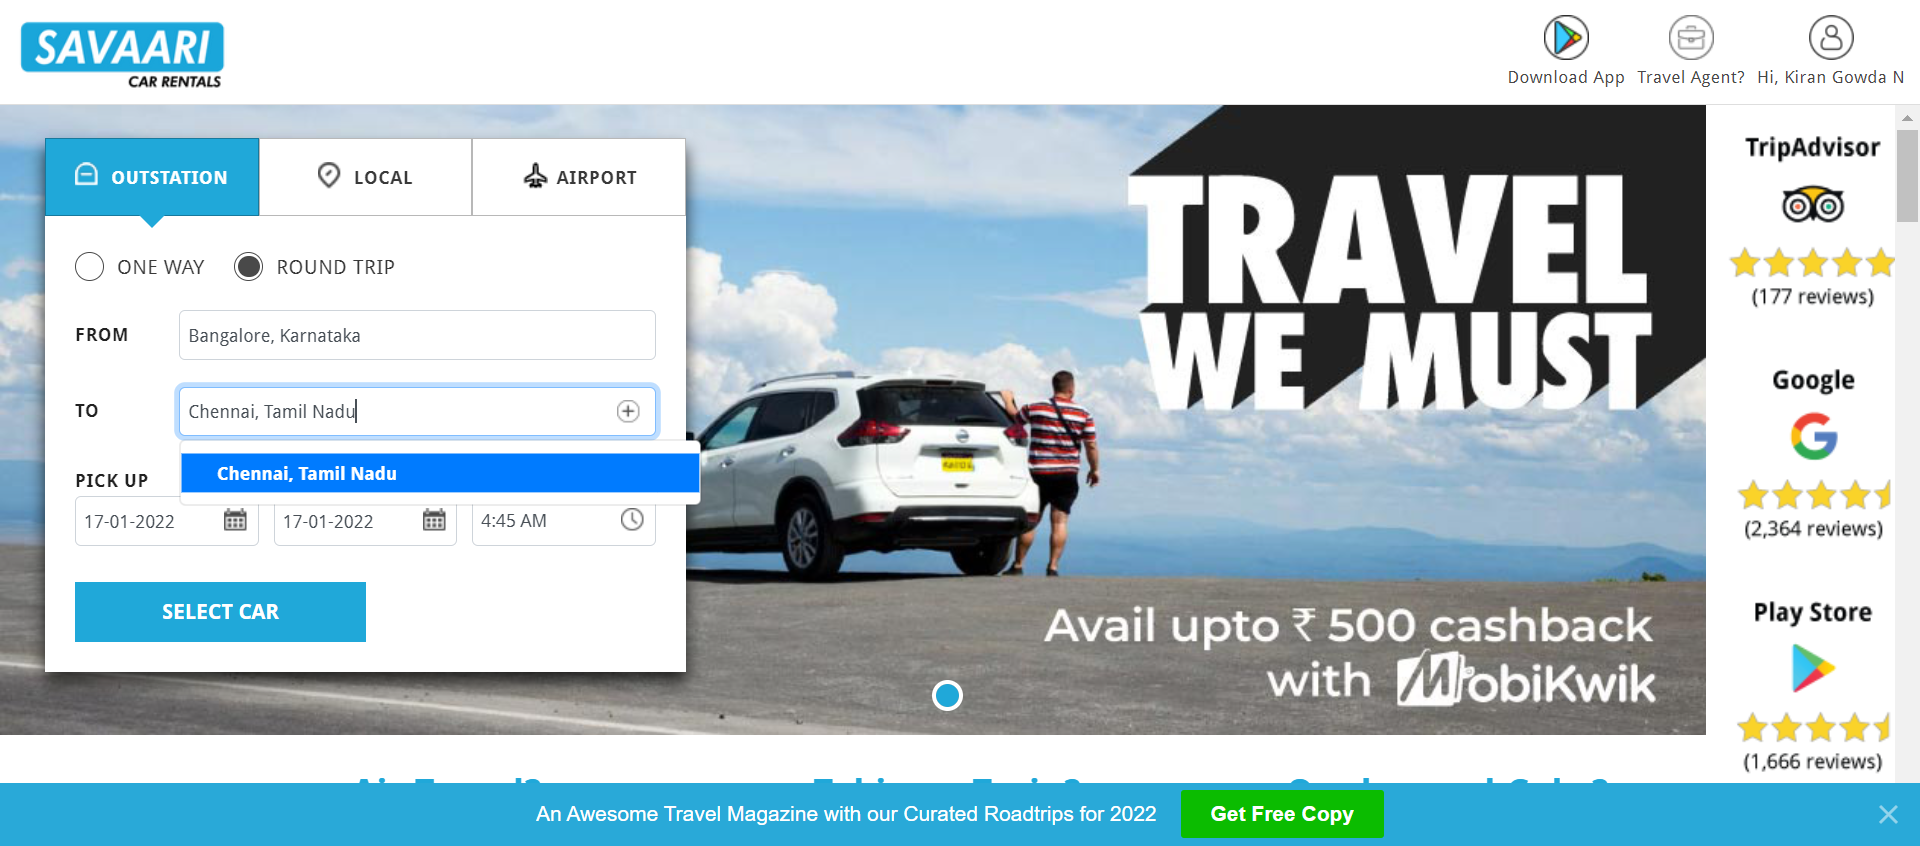 SAVAARI
CAR RENTALS
Download App
Travel Agent?
Hi, Kiran Gowda N
OUTSTATION
LOCAL
AIRPORT
ONE WAY
ROUND TRIP
FROM
Bangalore, Karnataka
TO
Chennai, Tamil Nadu
Chennai, Tamil Nadu
PICK UP
17-01-2022
17-01-2022
4:45 AM
SELECT CAR
TRAVEL
WE MUST
Avail upto ₹ 500 cashback
with MobiKwik
TripAdvisor
(177 reviews)
Google
(2,364 reviews)
Play Store
(1,666 reviews)
An Awesome Travel Magazine with our Curated Roadtrips for 2022
Get Free Copy